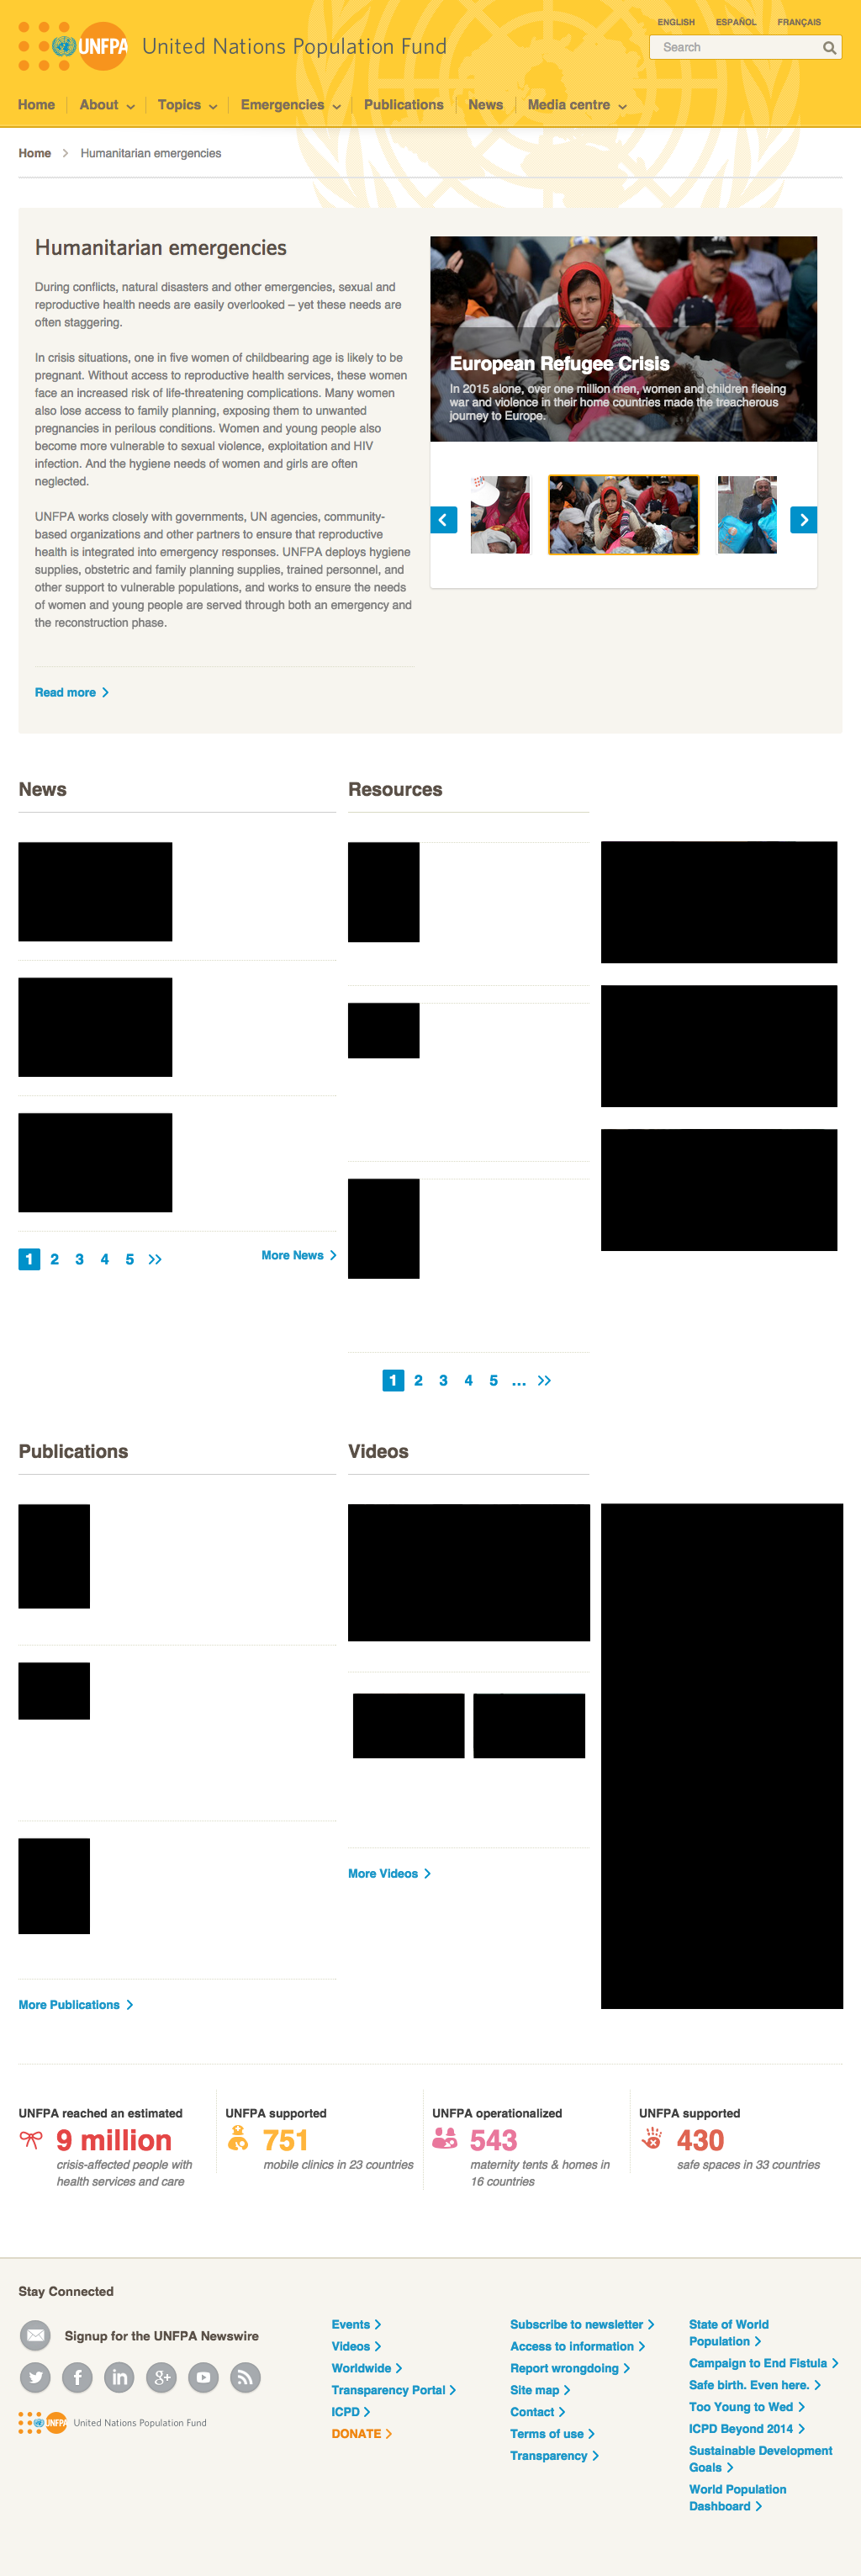 ENGLISH ESPAÑOL FRANÇAIS
UNFPA United Nations Population Fund
Search
Home About Topics Emergencies Publications News Media centre
Home Humanitarian emergencies
Humanitarian emergencies
During conflicts, natural disasters and other emergencies, sexual and
reproductive health needs are easily overlooked – yet these needs are
often staggering.
In crisis situations, one in five women of childbearing age is likely to be
pregnant. Without access to reproductive health services, these women
face an increased risk of life-threatening complications. Many women
also lose access to family planning, exposing them to unwanted
pregnancies in perilous conditions. Women and young people also
become more vulnerable to sexual violence, exploitation and HIV
infection. And the hygiene needs of women and girls are often
neglected.
UNFPA works closely with governments, UN agencies, community-
based organizations and other partners to ensure that reproductive
health is integrated into emergency responses. UNFPA deploys hygiene
supplies, obstetric and family planning supplies, trained personnel, and
other support to vulnerable populations, and works to ensure the needs
of women and young people are served through both an emergency and
the reconstruction phase.
Read more
European Refugee Crisis
In 2015 alone, over one million men, women and children fleeing
war and violence in their home countries made the treacherous
journey to Europe.
News
1 2 3 4 5 >>
More News
Resources
1 2 3 4 5 ... >>
Publications
More Publications
Videos
More Videos
UNFPA reached an estimated
9 million
crisis-affected people with
health services and care
UNFPA supported
751
mobile clinics in 23 countries
UNFPA operationalized
543
maternity tents & homes in
16 countries
UNFPA supported
430
safe spaces in 33 countries
Stay Connected
Signup for the UNFPA Newswire
UNFPA United Nations Population Fund
Events
Videos
Worldwide
Transparency Portal
ICPD
DONATE
Subscribe to newsletter
Access to information
Report wrongdoing
Site map
Contact
Terms of use
Transparency
State of World
Population
Campaign to End Fistula
Safe birth. Even here.
Too Young to Wed
ICPD Beyond 2014
Sustainable Development
Goals
World Population
Dashboard